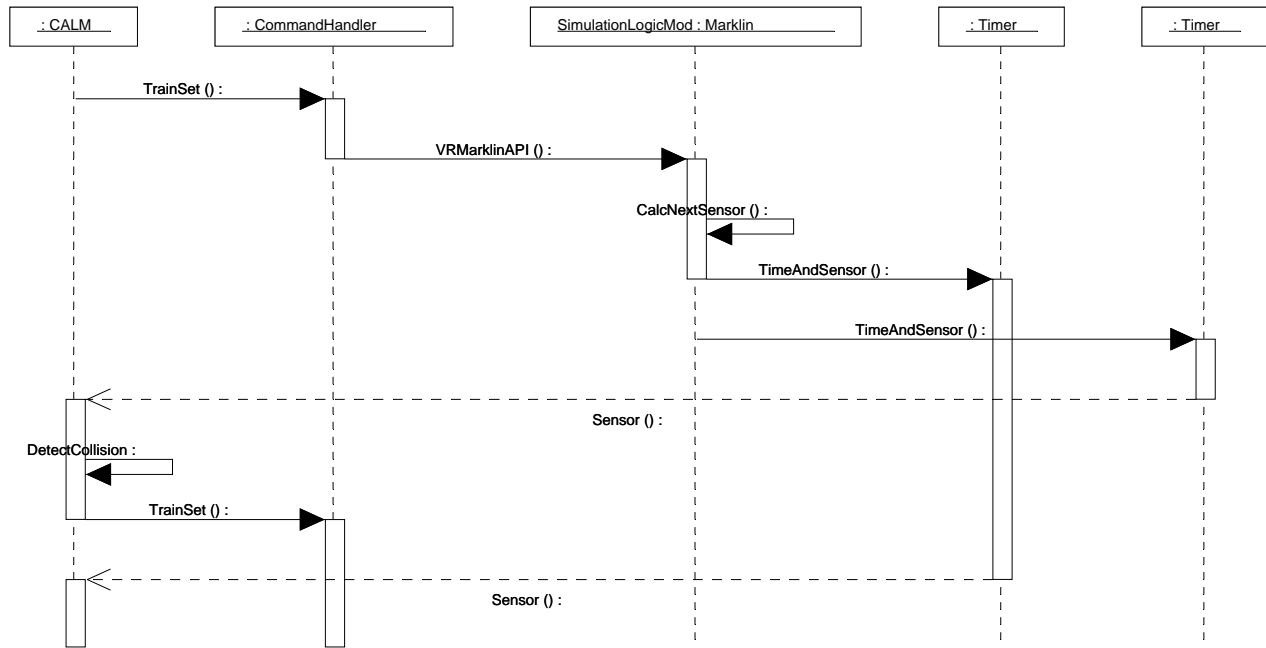 : CALM
: CommandHandler
SimulationLogicMod : Marklin
: Timer
: Timer
TrainSet () :
VRMarklinAPI () :
CalcNextSensor () :
TimeAndSensor () :
TimeAndSensor () :
Sensor () :
DetectCollision :
TrainSet () :
Sensor () :